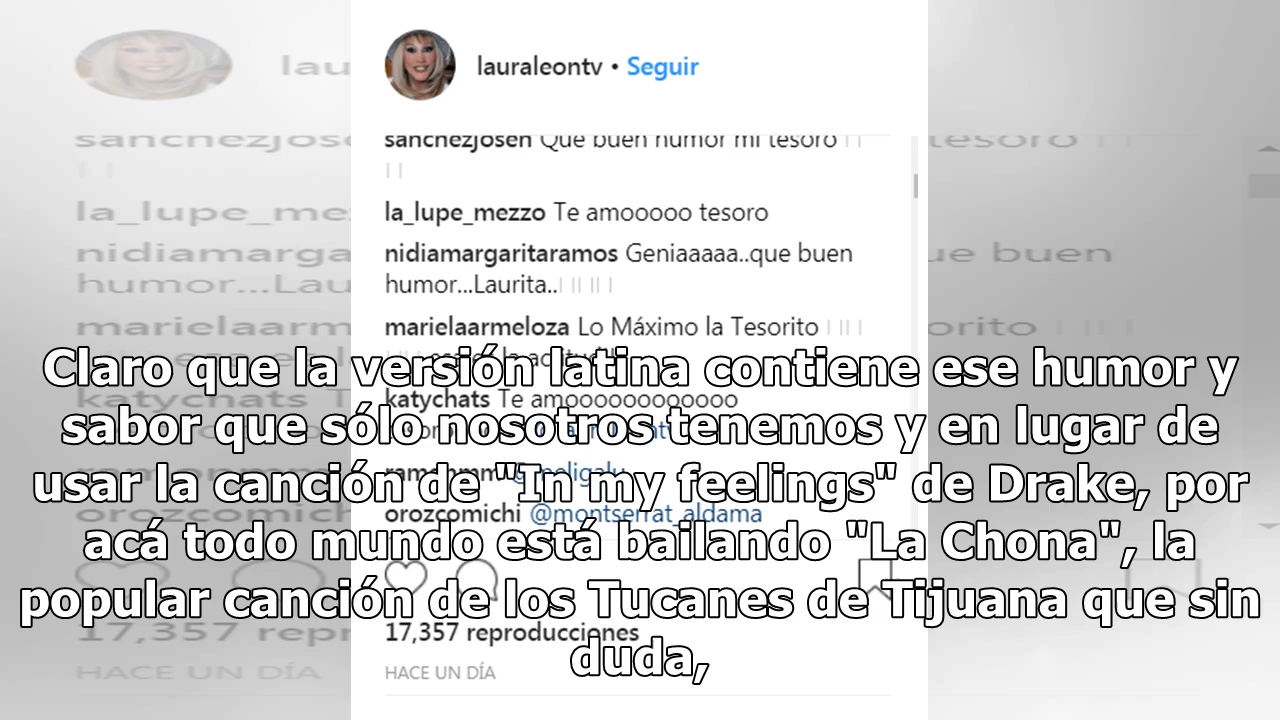 lauraleontv • Seguir
sanchezjosen Que buen humor mi tesoro
la_lupe_mezzo Te amooooo tesoro
nidiamargaritaramos Geniaaaaa..que buen
humor...Laurita..
marielaarmeloza Lo Máximo la Tesorito
katychats Te amoooooooooooo
orozcomichi @montserrat_aldama
17,357 reproducciones
HACE UN DÍA
Claro que la versión latina contiene ese humor y
sabor que sólo nosotros tenemos y en lugar de
usar la canción de "In my feelings" de Drake, por
acá todo mundo está bailando "La Chona", la
popular canción de los Tucanes de Tijuana que sin
duda,